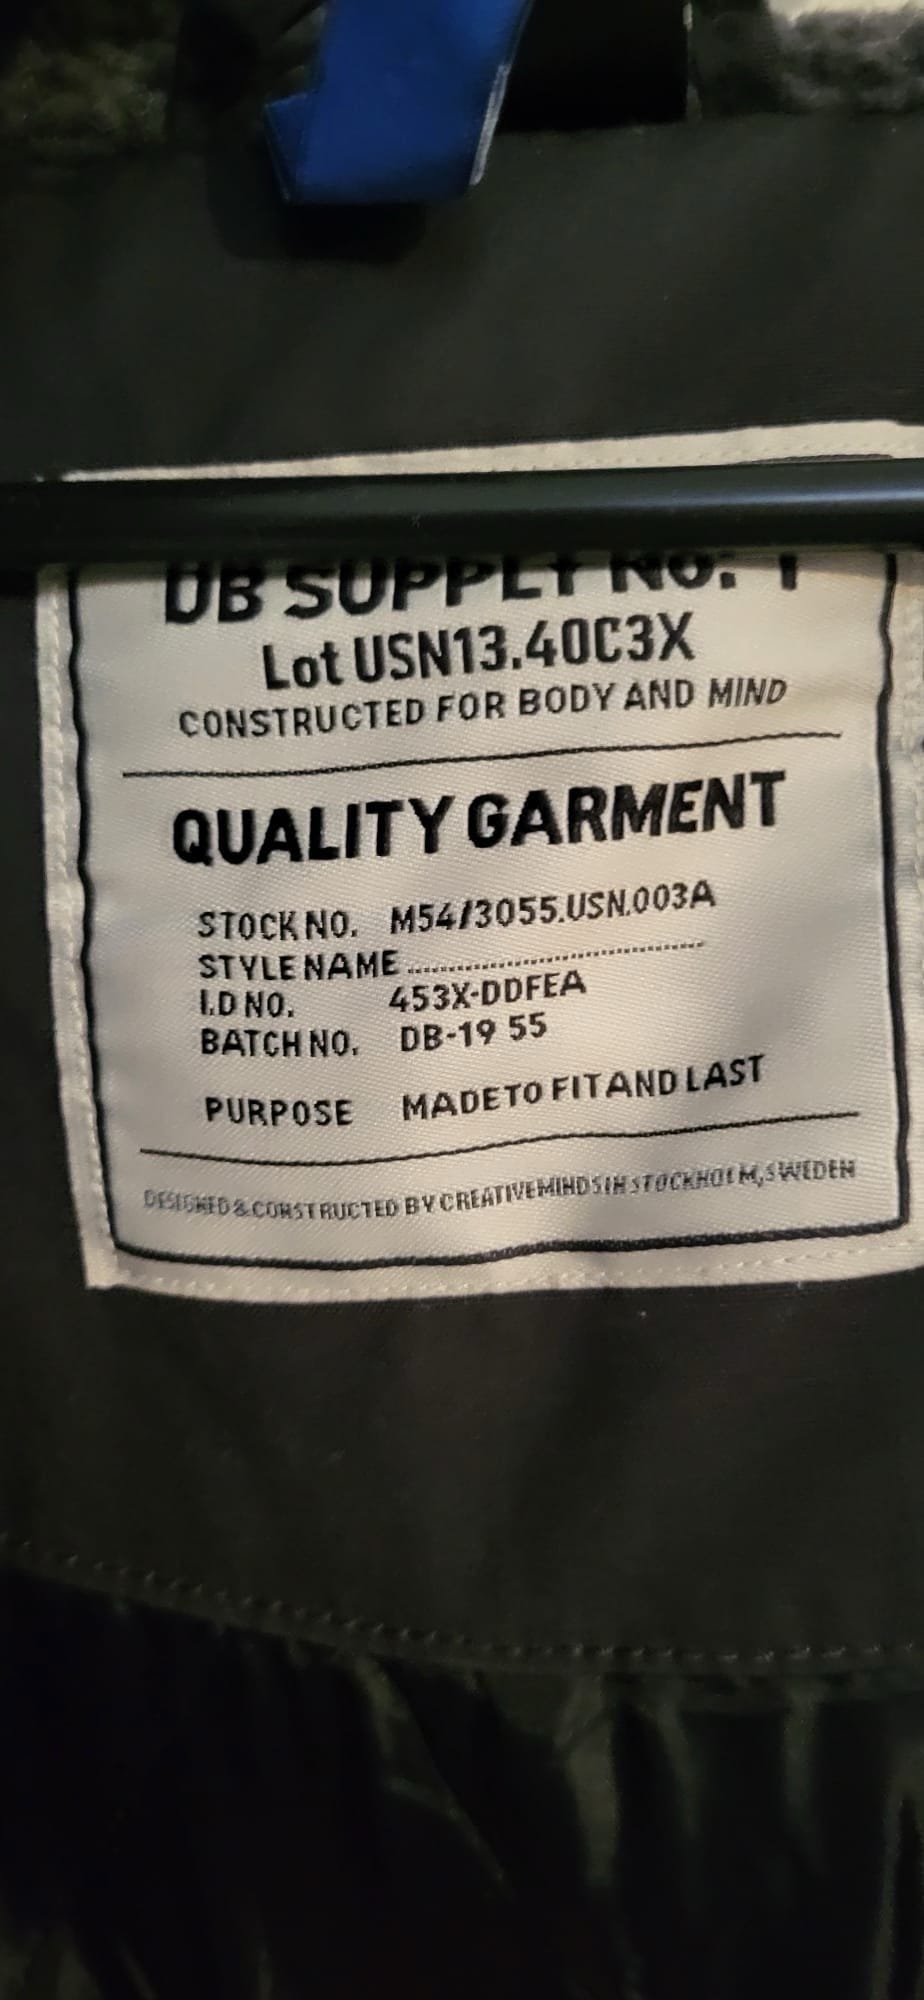 DB SUPPLY NO. 1
Lot USN13.40C3X
CONSTRUCTED FOR BODY AND MIND
QUALITY GARMENT
STOCK NO. M54/3055.USN.003A
STYLE NAME................................
I.D NO. 453X-DDFEA
BATCH NO. DB-19 55
PURPOSE MADE TO FIT AND LAST
DESIGNED & CONSTRUCTED BY CREATIVE MINDS IN STOCKHOLM, SWEDEN